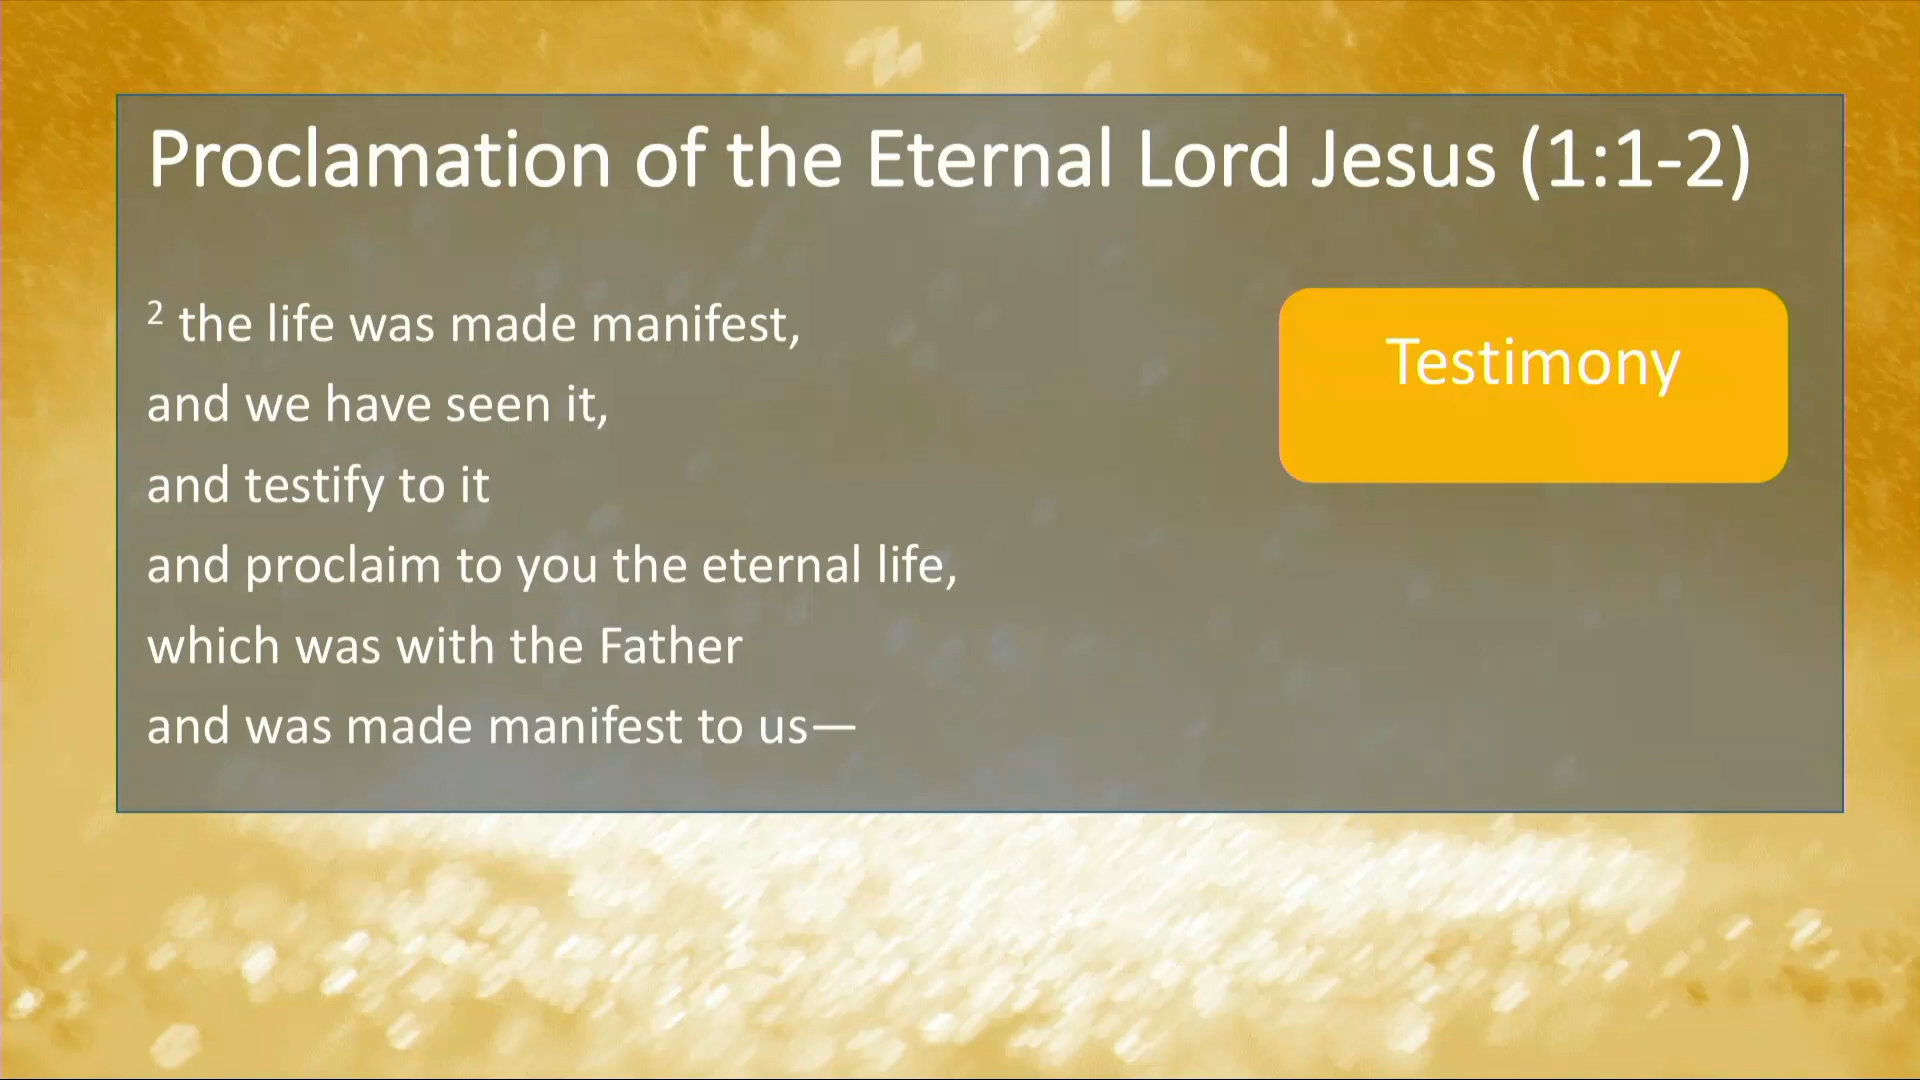 Proclamation of the Eternal Lord Jesus (1:1-2)
2 the life was made manifest,
and we have seen it,
and testify to it
and proclaim to you the eternal life,
which was with the Father
and was made manifest to us—
Testimony